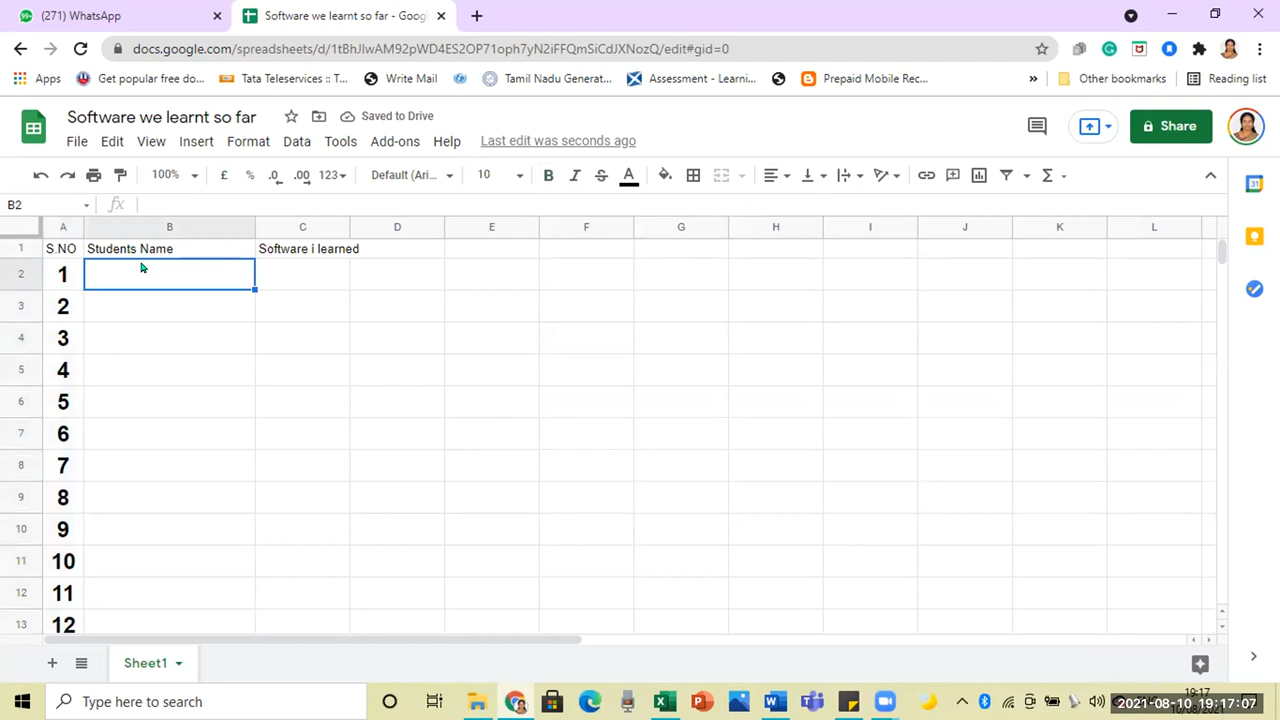 99+ (271) WhatsApp
Software we learnt so far - Goog
docs.google.com/spreadsheets/d/1tBhJlwAM92pWD4ES2OP71oph7yN2iFFQmSiCdJXNozQ/edit#gid=0
Apps Get popular free do... Tata Teleservices :: T... Write Mail Tamil Nadu Generat... Assessment - Learni... Prepaid Mobile Rec... » Other bookmarks Reading list
Software we learnt so far Saved to Drive Share
File Edit View Insert Format Data Tools Add-ons Help Last edit was seconds ago
100% £ % .0 .00 123 Default (Ari... 10 B I S A Σ
B2 fx
A B C D E F G H I J K L
1 S.NO Students Name Software i learned
2 1
3 2
4 3
5 4
6 5
7 6
8 7
9 8
10 9
11 10
12 11
13 12
Sheet1
Type here to search
19:17
2021-08-10 19:17:07